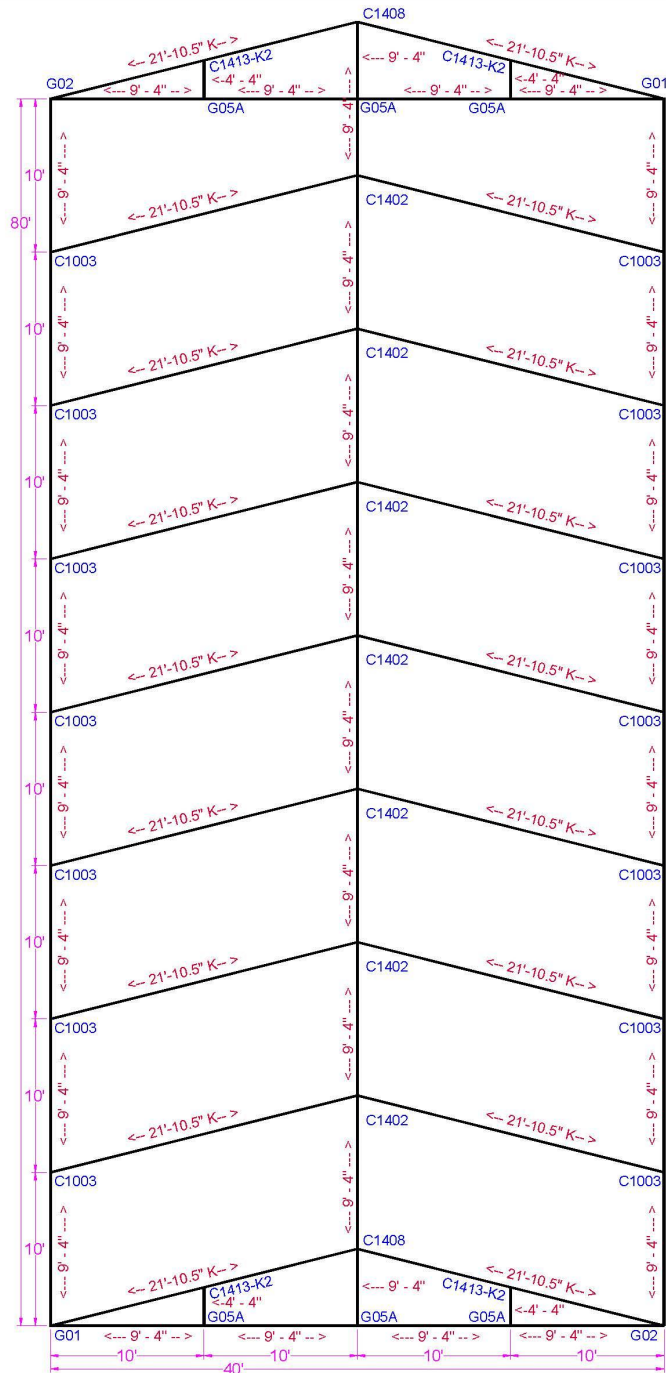 C1408
<-- 21'-10.5" K-- >
<-- 21'-10.5" K-- >
C1413-K2
<--- 9' - 4"
C1413-K2
G02
<-4' - 4"
<-4' - 4"
G01
<--- 9' - 4" -- >
<--- 9' - 4" -- >
<--- 9' - 4" -- >
<--- 9' - 4" -- >
G05A
G05A
G05A
<---- 9' - 4" ---->
<---- 9' - 4" ---->
<---- 9' - 4" ---->
10'
80'
<-- 21'-10.5" K-- >
C1402
<-- 21'-10.5" K-- >
C1003
C1003
<---- 9' - 4" ---->
<---- 9' - 4" ---->
<---- 9' - 4" ---->
10'
<-- 21'-10.5" K-- >
C1402
<-- 21'-10.5" K-- >
C1003
C1003
<---- 9' - 4" ---->
<---- 9' - 4" ---->
<---- 9' - 4" ---->
10'
<-- 21'-10.5" K-- >
C1402
<-- 21'-10.5" K-- >
C1003
C1003
<---- 9' - 4" ---->
<---- 9' - 4" ---->
<---- 9' - 4" ---->
10'
<-- 21'-10.5" K-- >
C1402
<-- 21'-10.5" K-- >
C1003
C1003
<---- 9' - 4" ---->
<---- 9' - 4" ---->
<---- 9' - 4" ---->
10'
<-- 21'-10.5" K-- >
C1402
<-- 21'-10.5" K-- >
C1003
C1003
<---- 9' - 4" ---->
<---- 9' - 4" ---->
<---- 9' - 4" ---->
10'
<-- 21'-10.5" K-- >
C1402
<-- 21'-10.5" K-- >
C1003
C1003
<---- 9' - 4" ---->
<---- 9' - 4" ---->
<---- 9' - 4" ---->
10'
<-- 21'-10.5" K-- >
C1402
<-- 21'-10.5" K-- >
C1003
C1003
<---- 9' - 4" ---->
<---- 9' - 4" ---->
<---- 9' - 4" ---->
10'
C1408
<-- 21'-10.5" K-- >
<-- 21'-10.5" K-- >
C1413-K2
<--- 9' - 4"
C1413-K2
<-4' - 4"
<-4' - 4"
G05A
G05A
G05A
G01
<--- 9' - 4" -- >
<--- 9' - 4" -- >
<--- 9' - 4" -- >
<--- 9' - 4" -- >
G02
10'
10'
10'
10'
40'